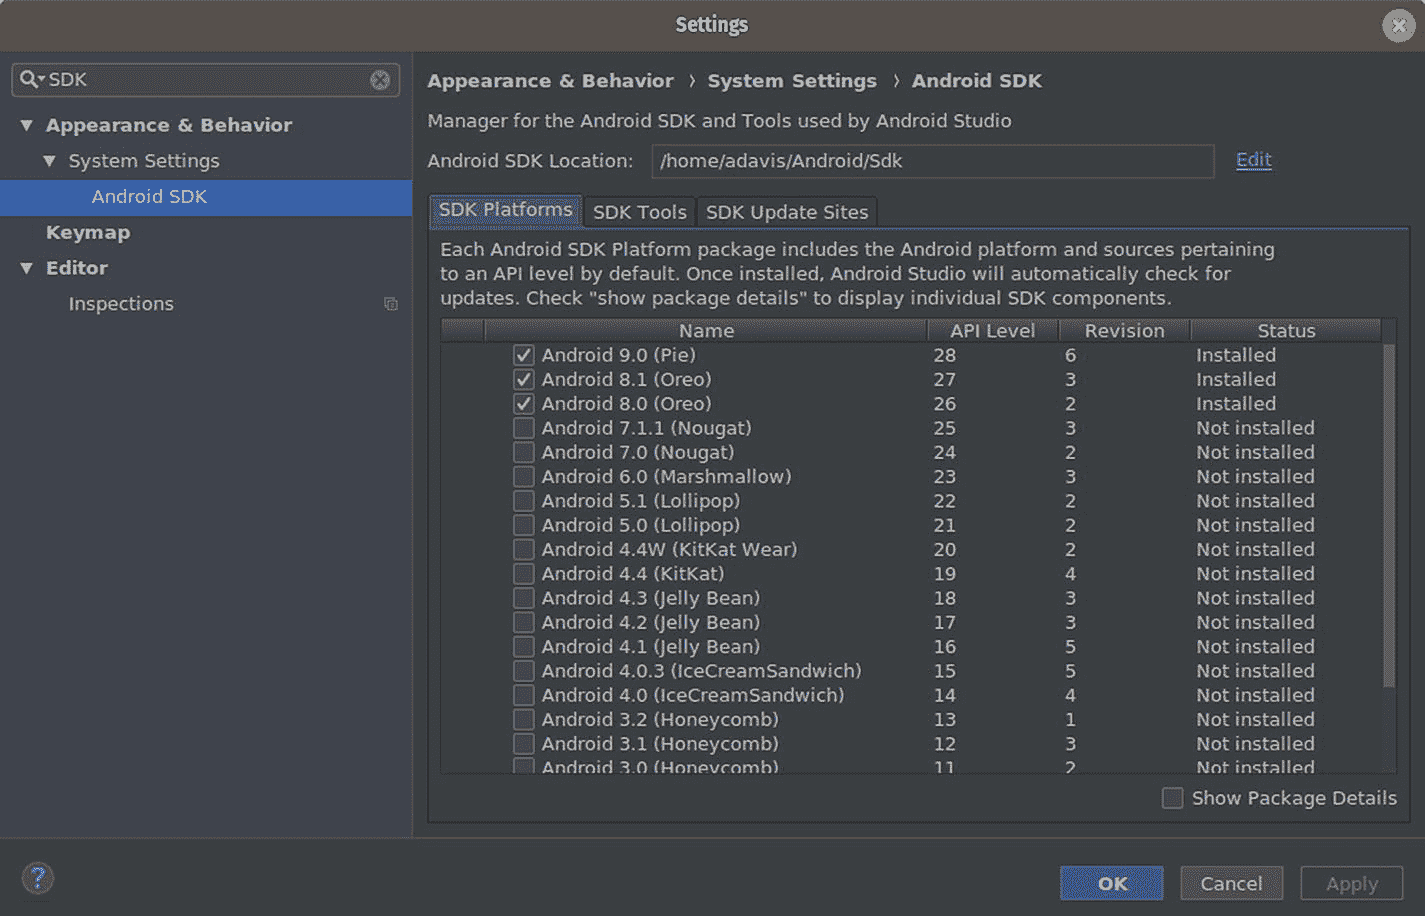 Settings
SDK
Appearance & Behavior
System Settings
Android SDK
Keymap
Editor
Inspections
Appearance & Behavior › System Settings › Android SDK
Manager for the Android SDK and Tools used by Android Studio
Android SDK Location: /home/adavis/Android/Sdk Edit
SDK Platforms SDK Tools SDK Update Sites
Each Android SDK Platform package includes the Android platform and sources pertaining
to an API level by default. Once installed, Android Studio will automatically check for
updates. Check "show package details" to display individual SDK components.
Name API Level Revision Status
Android 9.0 (Pie) 28 6 Installed
Android 8.1 (Oreo) 27 3 Installed
Android 8.0 (Oreo) 26 2 Installed
Android 7.1.1 (Nougat) 25 3 Not installed
Android 7.0 (Nougat) 24 2 Not installed
Android 6.0 (Marshmallow) 23 3 Not installed
Android 5.1 (Lollipop) 22 2 Not installed
Android 5.0 (Lollipop) 21 2 Not installed
Android 4.4W (KitKat Wear) 20 2 Not installed
Android 4.4 (KitKat) 19 4 Not installed
Android 4.3 (Jelly Bean) 18 3 Not installed
Android 4.2 (Jelly Bean) 17 3 Not installed
Android 4.1 (Jelly Bean) 16 5 Not installed
Android 4.0.3 (IceCreamSandwich) 15 5 Not installed
Android 4.0 (IceCreamSandwich) 14 4 Not installed
Android 3.2 (Honeycomb) 13 1 Not installed
Android 3.1 (Honeycomb) 12 3 Not installed
Android 3.0 (Honeycomb) 11 2 Not installed
Show Package Details
? OK Cancel Apply